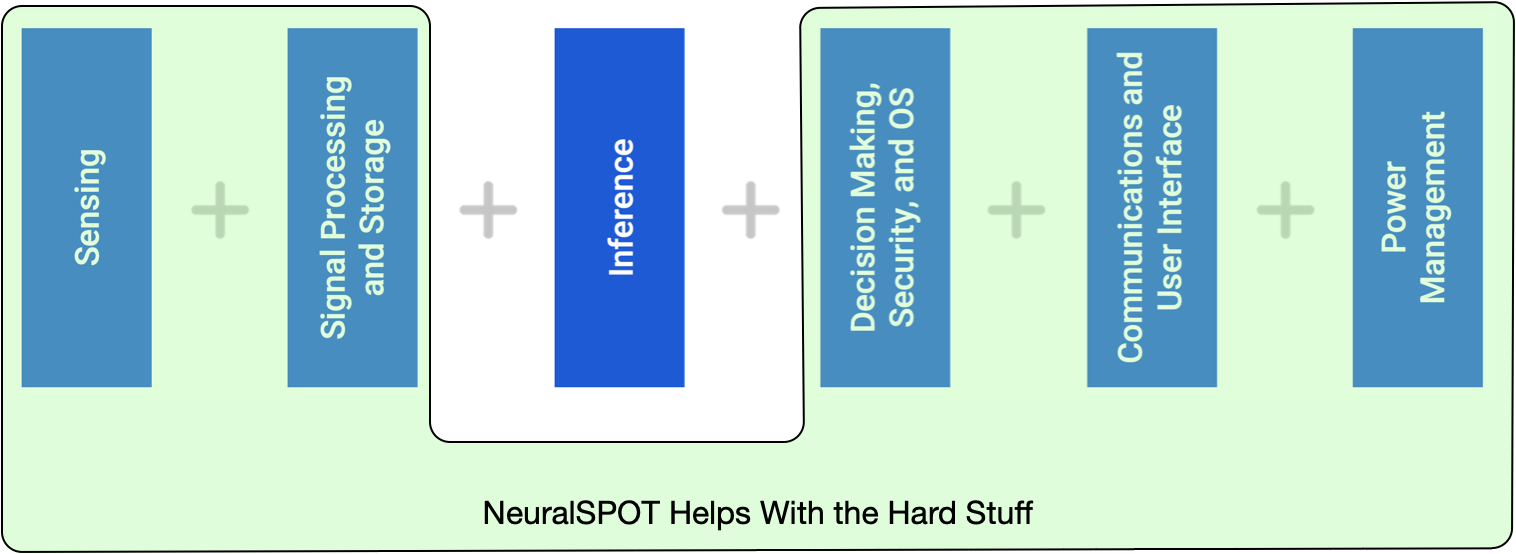 Sensing
Signal Processing
and Storage
Inference
Decision Making,
Security, and OS
Communications and
User Interface
Power
Management
NeuralSPOT Helps With the Hard Stuff